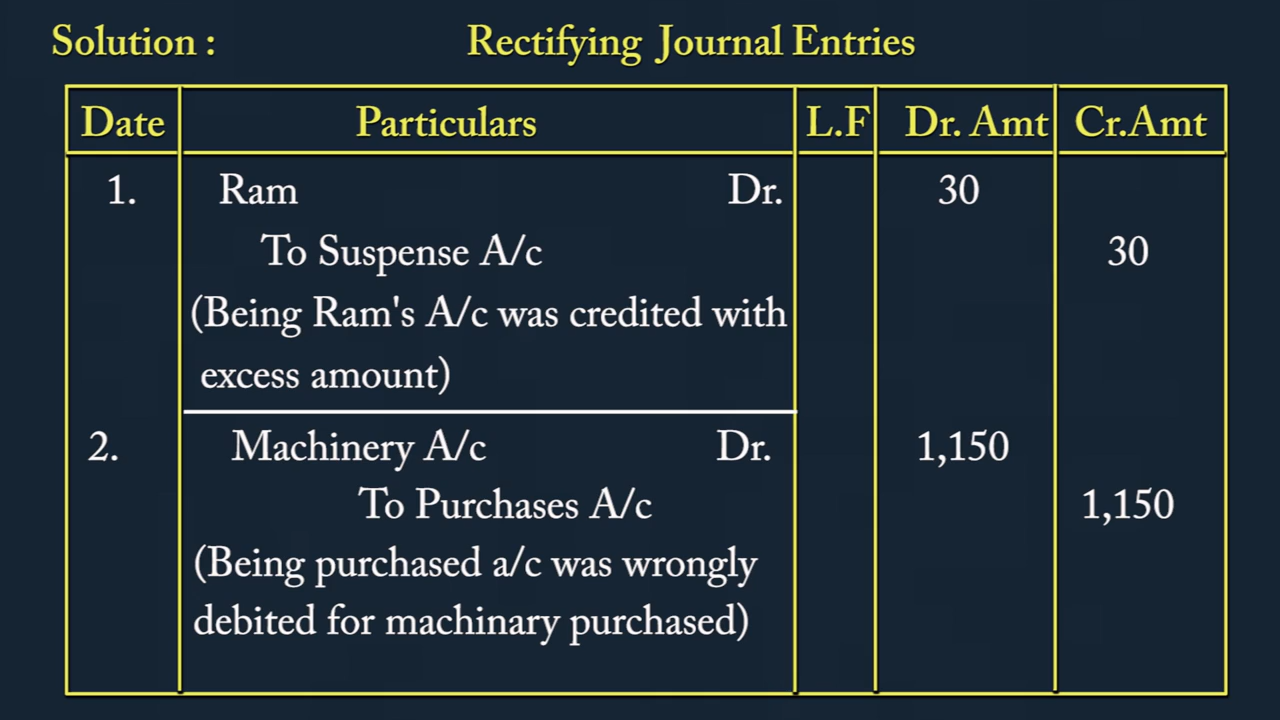 Solution : Rectifying Journal Entries
Date Particulars L.F Dr. Amt Cr.Amt
1. Ram Dr. 30
To Suspense A/c 30
(Being Ram's A/c was credited with
excess amount)
2. Machinery A/c Dr. 1,150
To Purchases A/c 1,150
(Being purchased a/c was wrongly
debited for machinary purchased)